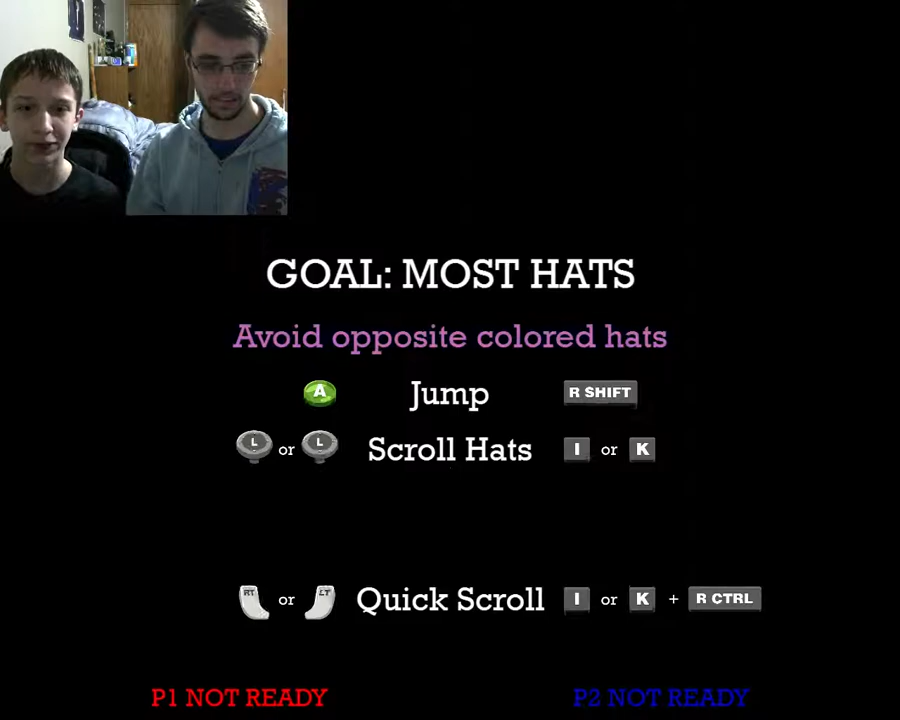 GOAL: MOST HATS
Avoid opposite colored hats
A Jump R SHIFT
L or L Scroll Hats I or K
RT or LT Quick Scroll I or K + R CTRL
P1 NOT READY P2 NOT READY